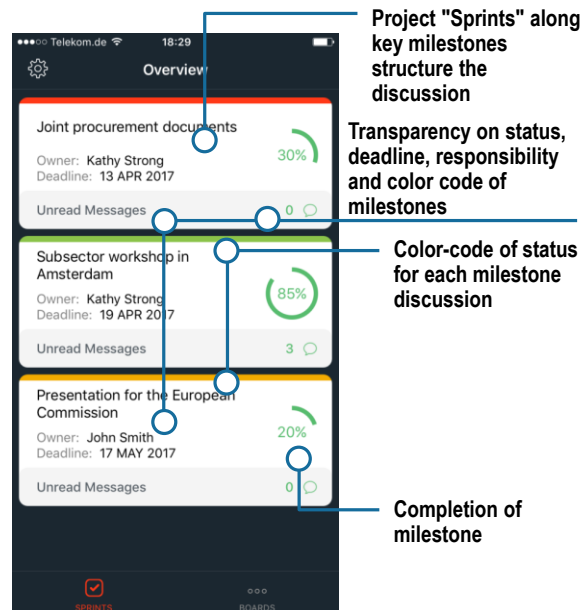 Project "Sprints" along
key milestones
structure the
discussion
Telekom.de 18:29
Overview
Joint procurement documents
30%
Owner: Kathy Strong
Deadline: 13 APR 2017
Unread Messages 0
Transparency on status,
deadline, responsibility
and color code of
milestones
Subsector workshop in
Amsterdam
85%
Owner: Kathy Strong
Deadline: 19 APR 2017
Unread Messages 3
Color-code of status
for each milestone
discussion
Presentation for the European
Commission
20%
Owner: John Smith
Deadline: 17 MAY 2017
Unread Messages 0
Completion of
milestone
SPRINTS BOARDS